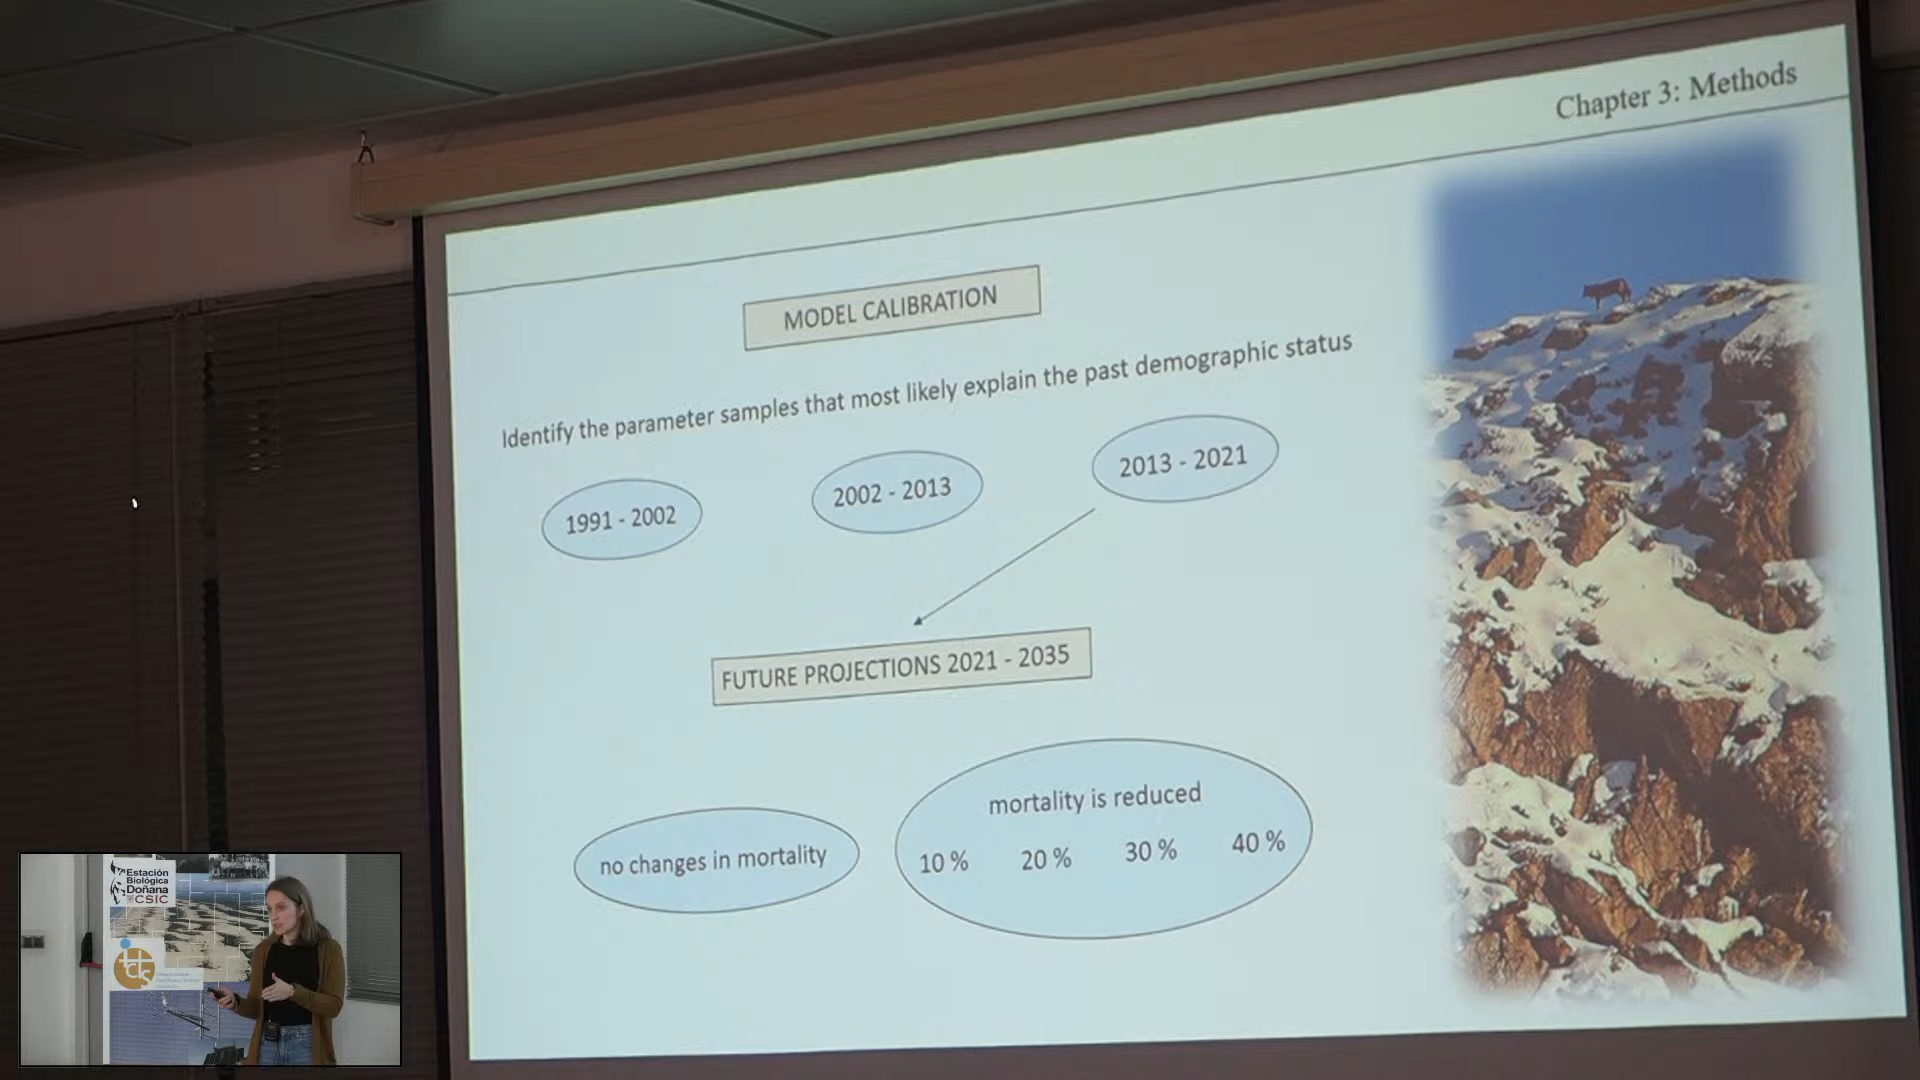 Chapter 3: Methods
MODEL CALIBRATION
Identify the parameter samples that most likely explain the past demographic status
1991 - 2002
2002 - 2013
2013 - 2021
FUTURE PROJECTIONS 2021 - 2035
no changes in mortality
mortality is reduced
10 %
20 %
30 %
40 %
Estación
Biológica
Doñana
CSIC